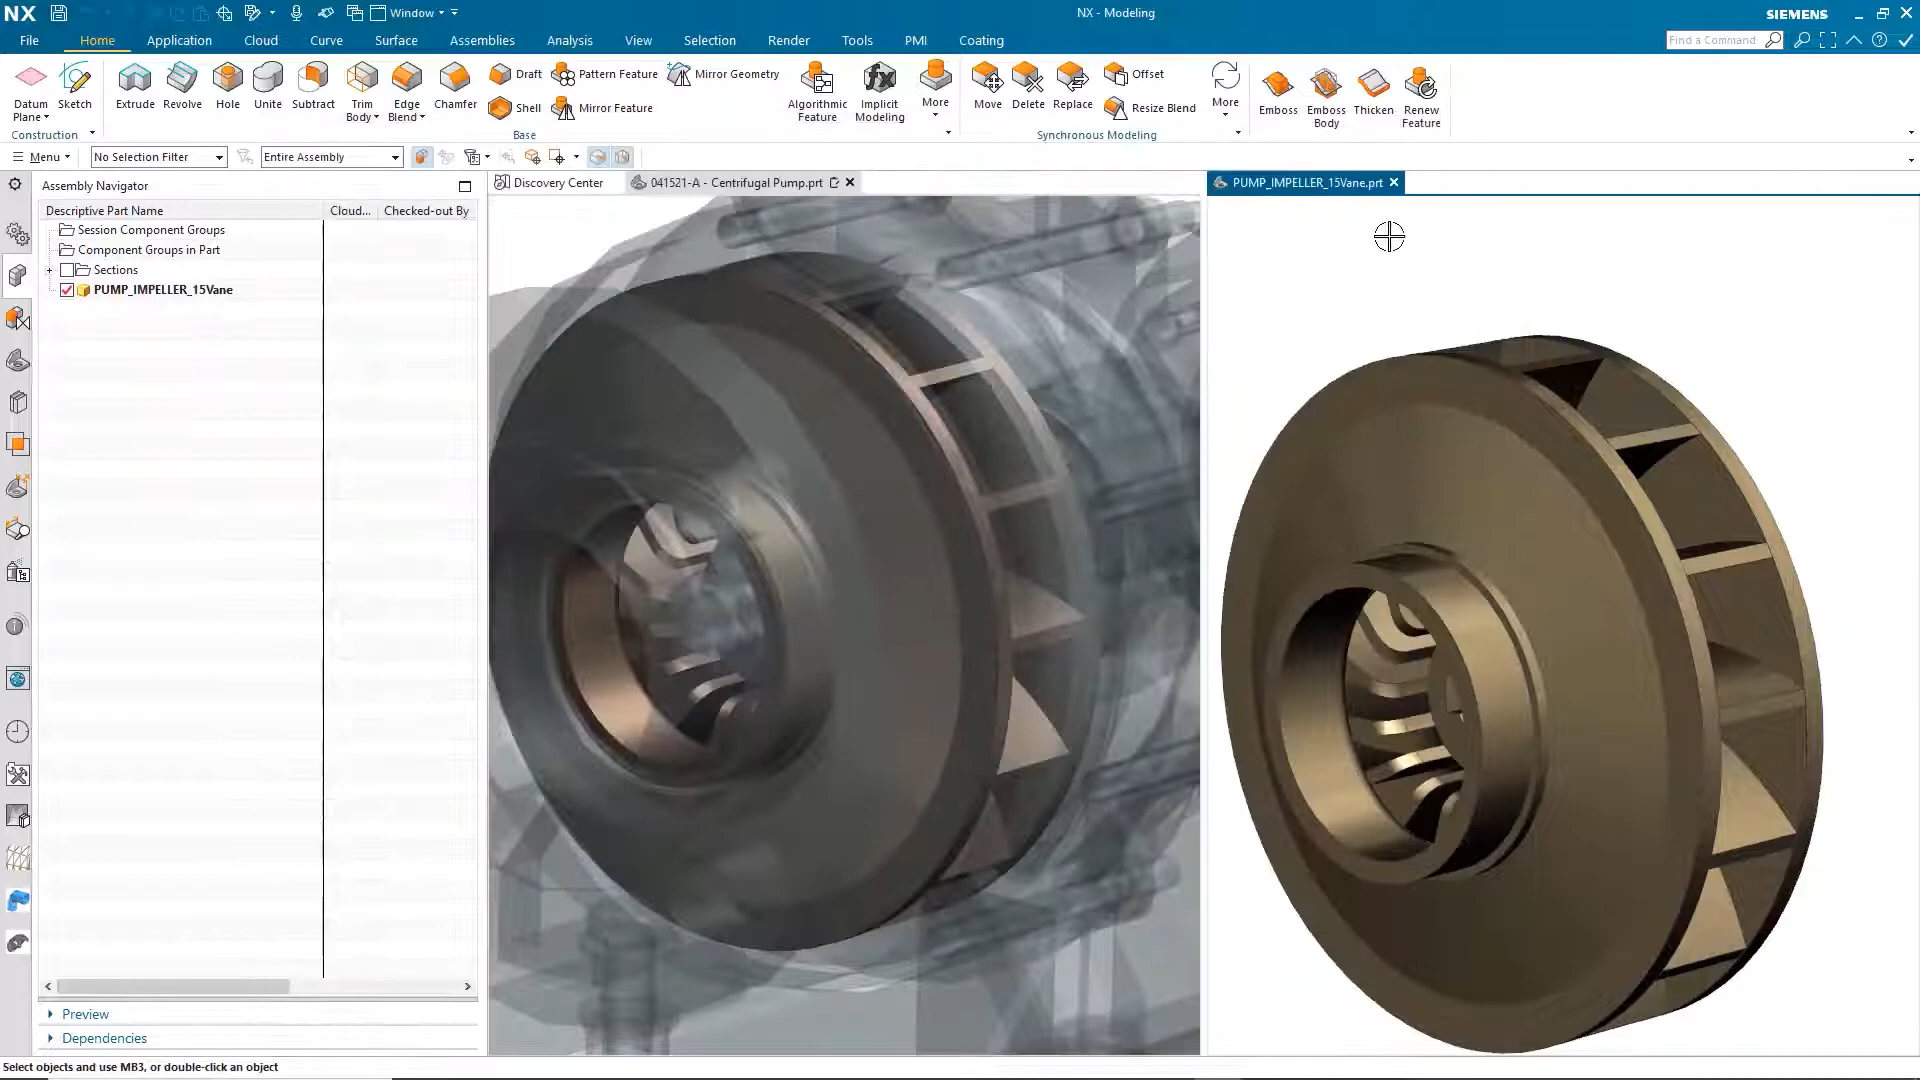 NX
Window
NX - Modeling
SIEMENS
File
Home
Application
Cloud
Curve
Surface
Assemblies
Analysis
View
Selection
Render
Tools
PMI
Coating
Find a Command
Datum
Plane
Sketch
Extrude
Revolve
Hole
Unite
Subtract
Trim
Body
Edge
Blend
Chamfer
Draft
Shell
Pattern Feature
Mirror Feature
Mirror Geometry
Algorithmic
Feature
Implicit
Modeling
More
Move
Delete
Replace
Offset
Resize Blend
More
Emboss
Emboss
Body
Thicken
Renew
Feature
Construction
Base
Synchronous Modeling
Menu
No Selection Filter
Entire Assembly
Assembly Navigator
Discovery Center
041521-A - Centrifugal Pump.prt
PUMP_IMPELLER_15Vane.prt
Descriptive Part Name
Cloud...
Checked-out By
Session Component Groups
Component Groups in Part
Sections
PUMP_IMPELLER_15Vane
Preview
Dependencies
Select objects and use MB3, or double-click an object